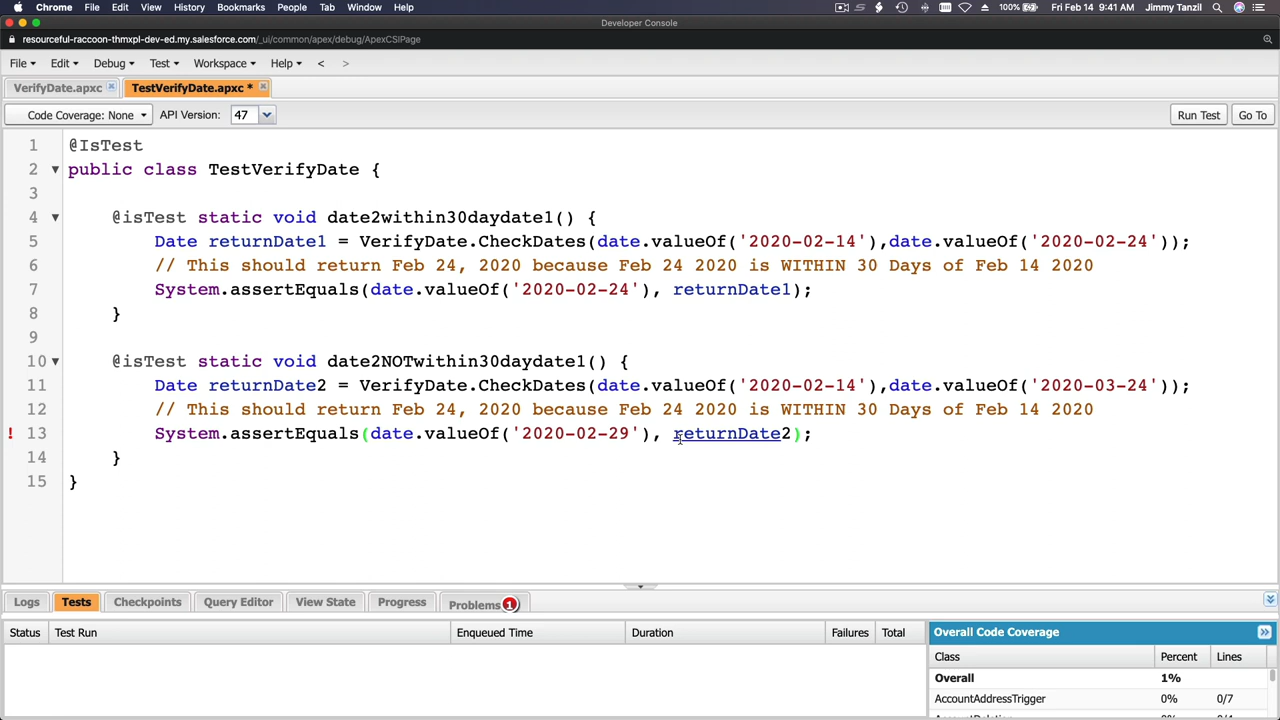 Chrome File Edit View History Bookmarks People Tab Window Help 100% Fri Feb 14 9:41 AM Jimmy Tanzil
Developer Console
resourceful-raccoon-thmxpl-dev-ed.my.salesforce.com/_ui/common/apex/debug/ApexCSIPage
File Edit Debug Test Workspace Help < >
VerifyDate.apxc TestVerifyDate.apxc *
Code Coverage: None API Version: 47 Run Test Go To
1 @IsTest
2 public class TestVerifyDate {
3
4 @isTest static void date2within30daydate1() {
5 Date returnDate1 = VerifyDate.CheckDates(date.valueOf('2020-02-14'),date.valueOf('2020-02-24'));
6 // This should return Feb 24, 2020 because Feb 24 2020 is WITHIN 30 Days of Feb 14 2020
7 System.assertEquals(date.valueOf('2020-02-24'), returnDate1);
8 }
9
10 @isTest static void date2NOTwithin30daydate1() {
11 Date returnDate2 = VerifyDate.CheckDates(date.valueOf('2020-02-14'),date.valueOf('2020-03-24'));
12 // This should return Feb 24, 2020 because Feb 24 2020 is WITHIN 30 Days of Feb 14 2020
! 13 System.assertEquals(date.valueOf('2020-02-29'), returnDate2);
14 }
15 }
Logs Tests Checkpoints Query Editor View State Progress Problems 1
Status Test Run Enqueued Time Duration Failures Total Overall Code Coverage
Class Percent Lines
Overall 1%
AccountAddressTrigger 0% 0/7